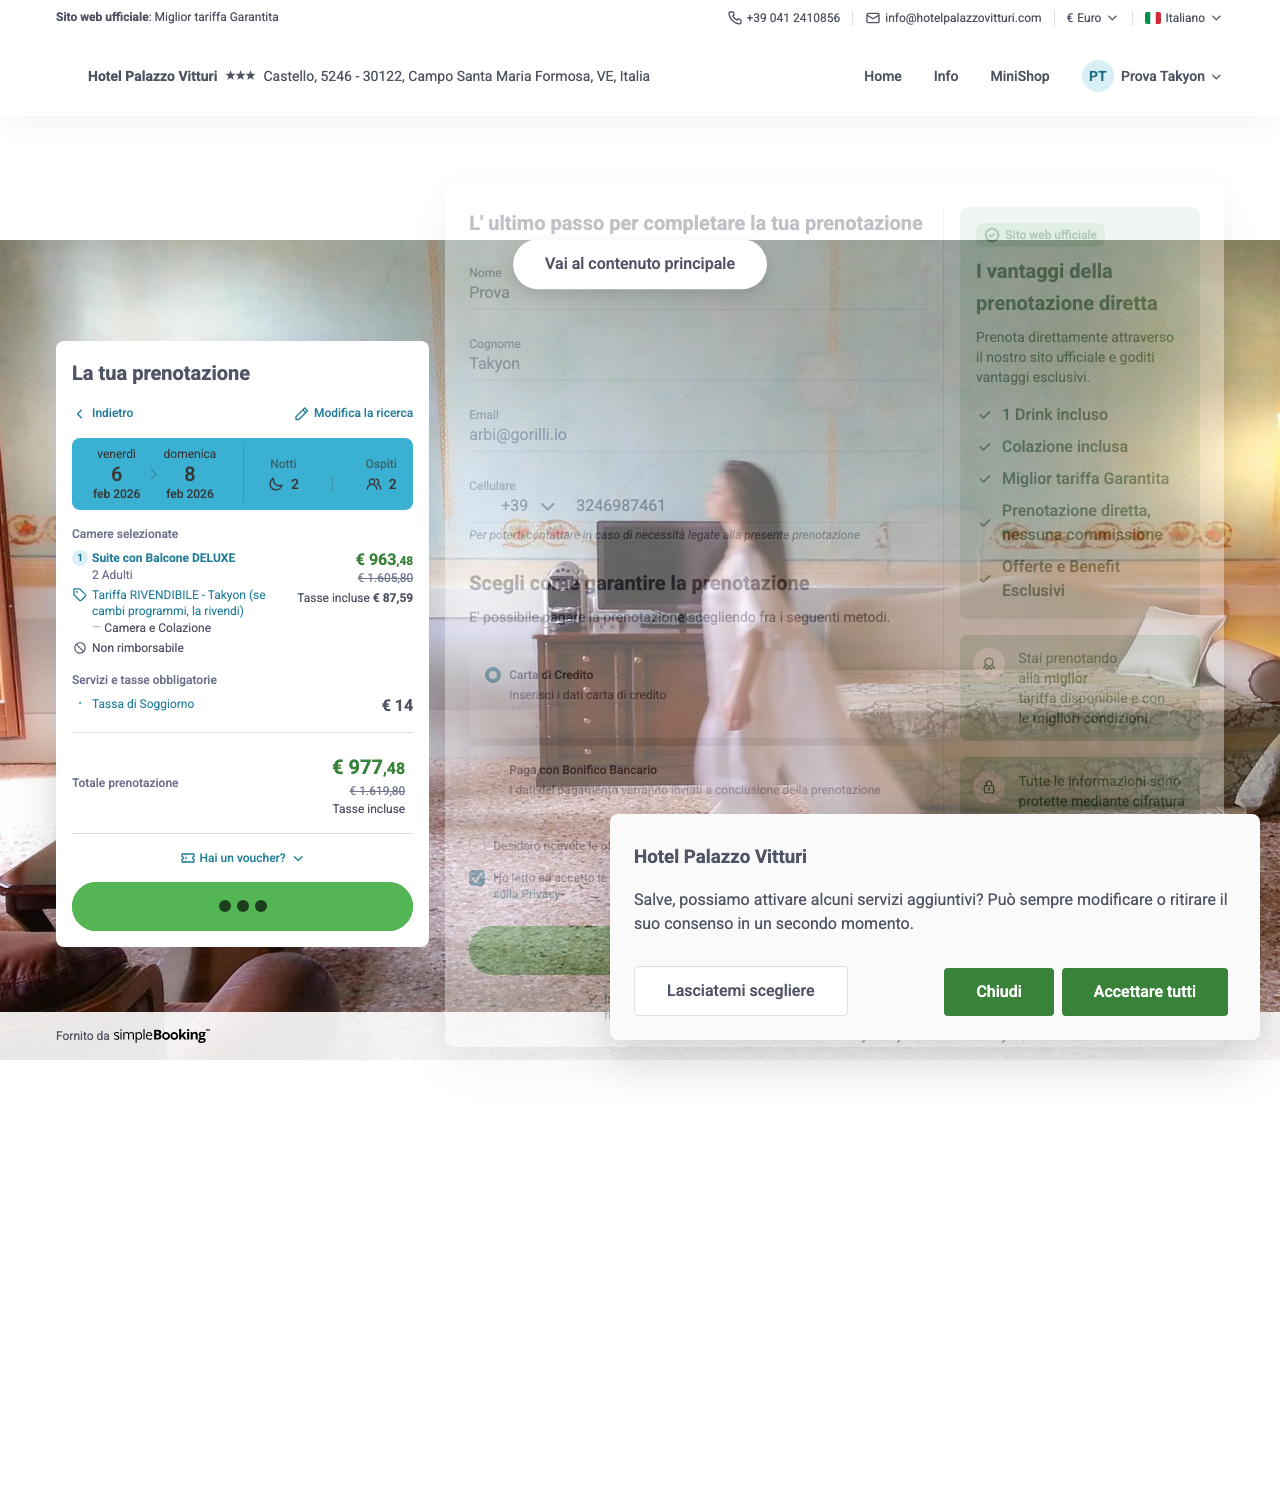 Sito web ufficiale: Miglior tariffa Garantita
+39 041 2410856
info@hotelpalazzovitturi.com
€ Euro
Italiano
Hotel Palazzo Vitturi ★★★ Castello, 5246 - 30122, Campo Santa Maria Formosa, VE, Italia
Home
Info
MiniShop
PT
Prova Takyon
Vai al contenuto principale
La tua prenotazione
Indietro
Modifica la ricerca
venerdì
6
feb 2026
domenica
8
feb 2026
Notti
2
Ospiti
2
Camere selezionate
1 Suite con Balcone DELUXE
2 Adulti
€ 963,48
€ 1.605,80
Tasse incluse € 87,59
Tariffa RIVENDIBILE - Takyon (se
cambi programmi, la rivendi)
Camera e Colazione
Non rimborsabile
Servizi e tasse obbligatorie
Tassa di Soggiorno
€ 14
Totale prenotazione
€ 977,48
€ 1.619,80
Tasse incluse
Hai un voucher?
L' ultimo passo per completare la tua prenotazione
Nome
Prova
Cognome
Takyon
Email
arbi@gorilli.io
Cellulare
+39
3246987461
Per poterti contattare in caso di necessità legate alla presente prenotazione
Scegli come garantire la prenotazione
E' possibile pagare la prenotazione scegliendo fra i seguenti metodi.
Carta di Credito
Inserisci i dati carta di credito
Paga con Bonifico Bancario
I dati del pagamento verranno inviati a conclusione della prenotazione
Desidero ricevere le
Ho letto ed accetto le
sulla Privacy
Sito web ufficiale
I vantaggi della
prenotazione diretta
Prenota direttamente attraverso
il nostro sito ufficiale e goditi
vantaggi esclusivi.
1 Drink incluso
Colazione inclusa
Miglior tariffa Garantita
Prenotazione diretta,
nessuna commissione
Offerte e Benefit
Esclusivi
Stai prenotando
alla miglior
tariffa disponibile e con
le migliori condizioni
Tutte le informazioni sono
protette mediante cifratura
Hotel Palazzo Vitturi
Salve, possiamo attivare alcuni servizi aggiuntivi? Può sempre modificare o ritirare il
suo consenso in un secondo momento.
Lasciatemi scegliere
Chiudi
Accettare tutti
Fornito da simpleBooking™